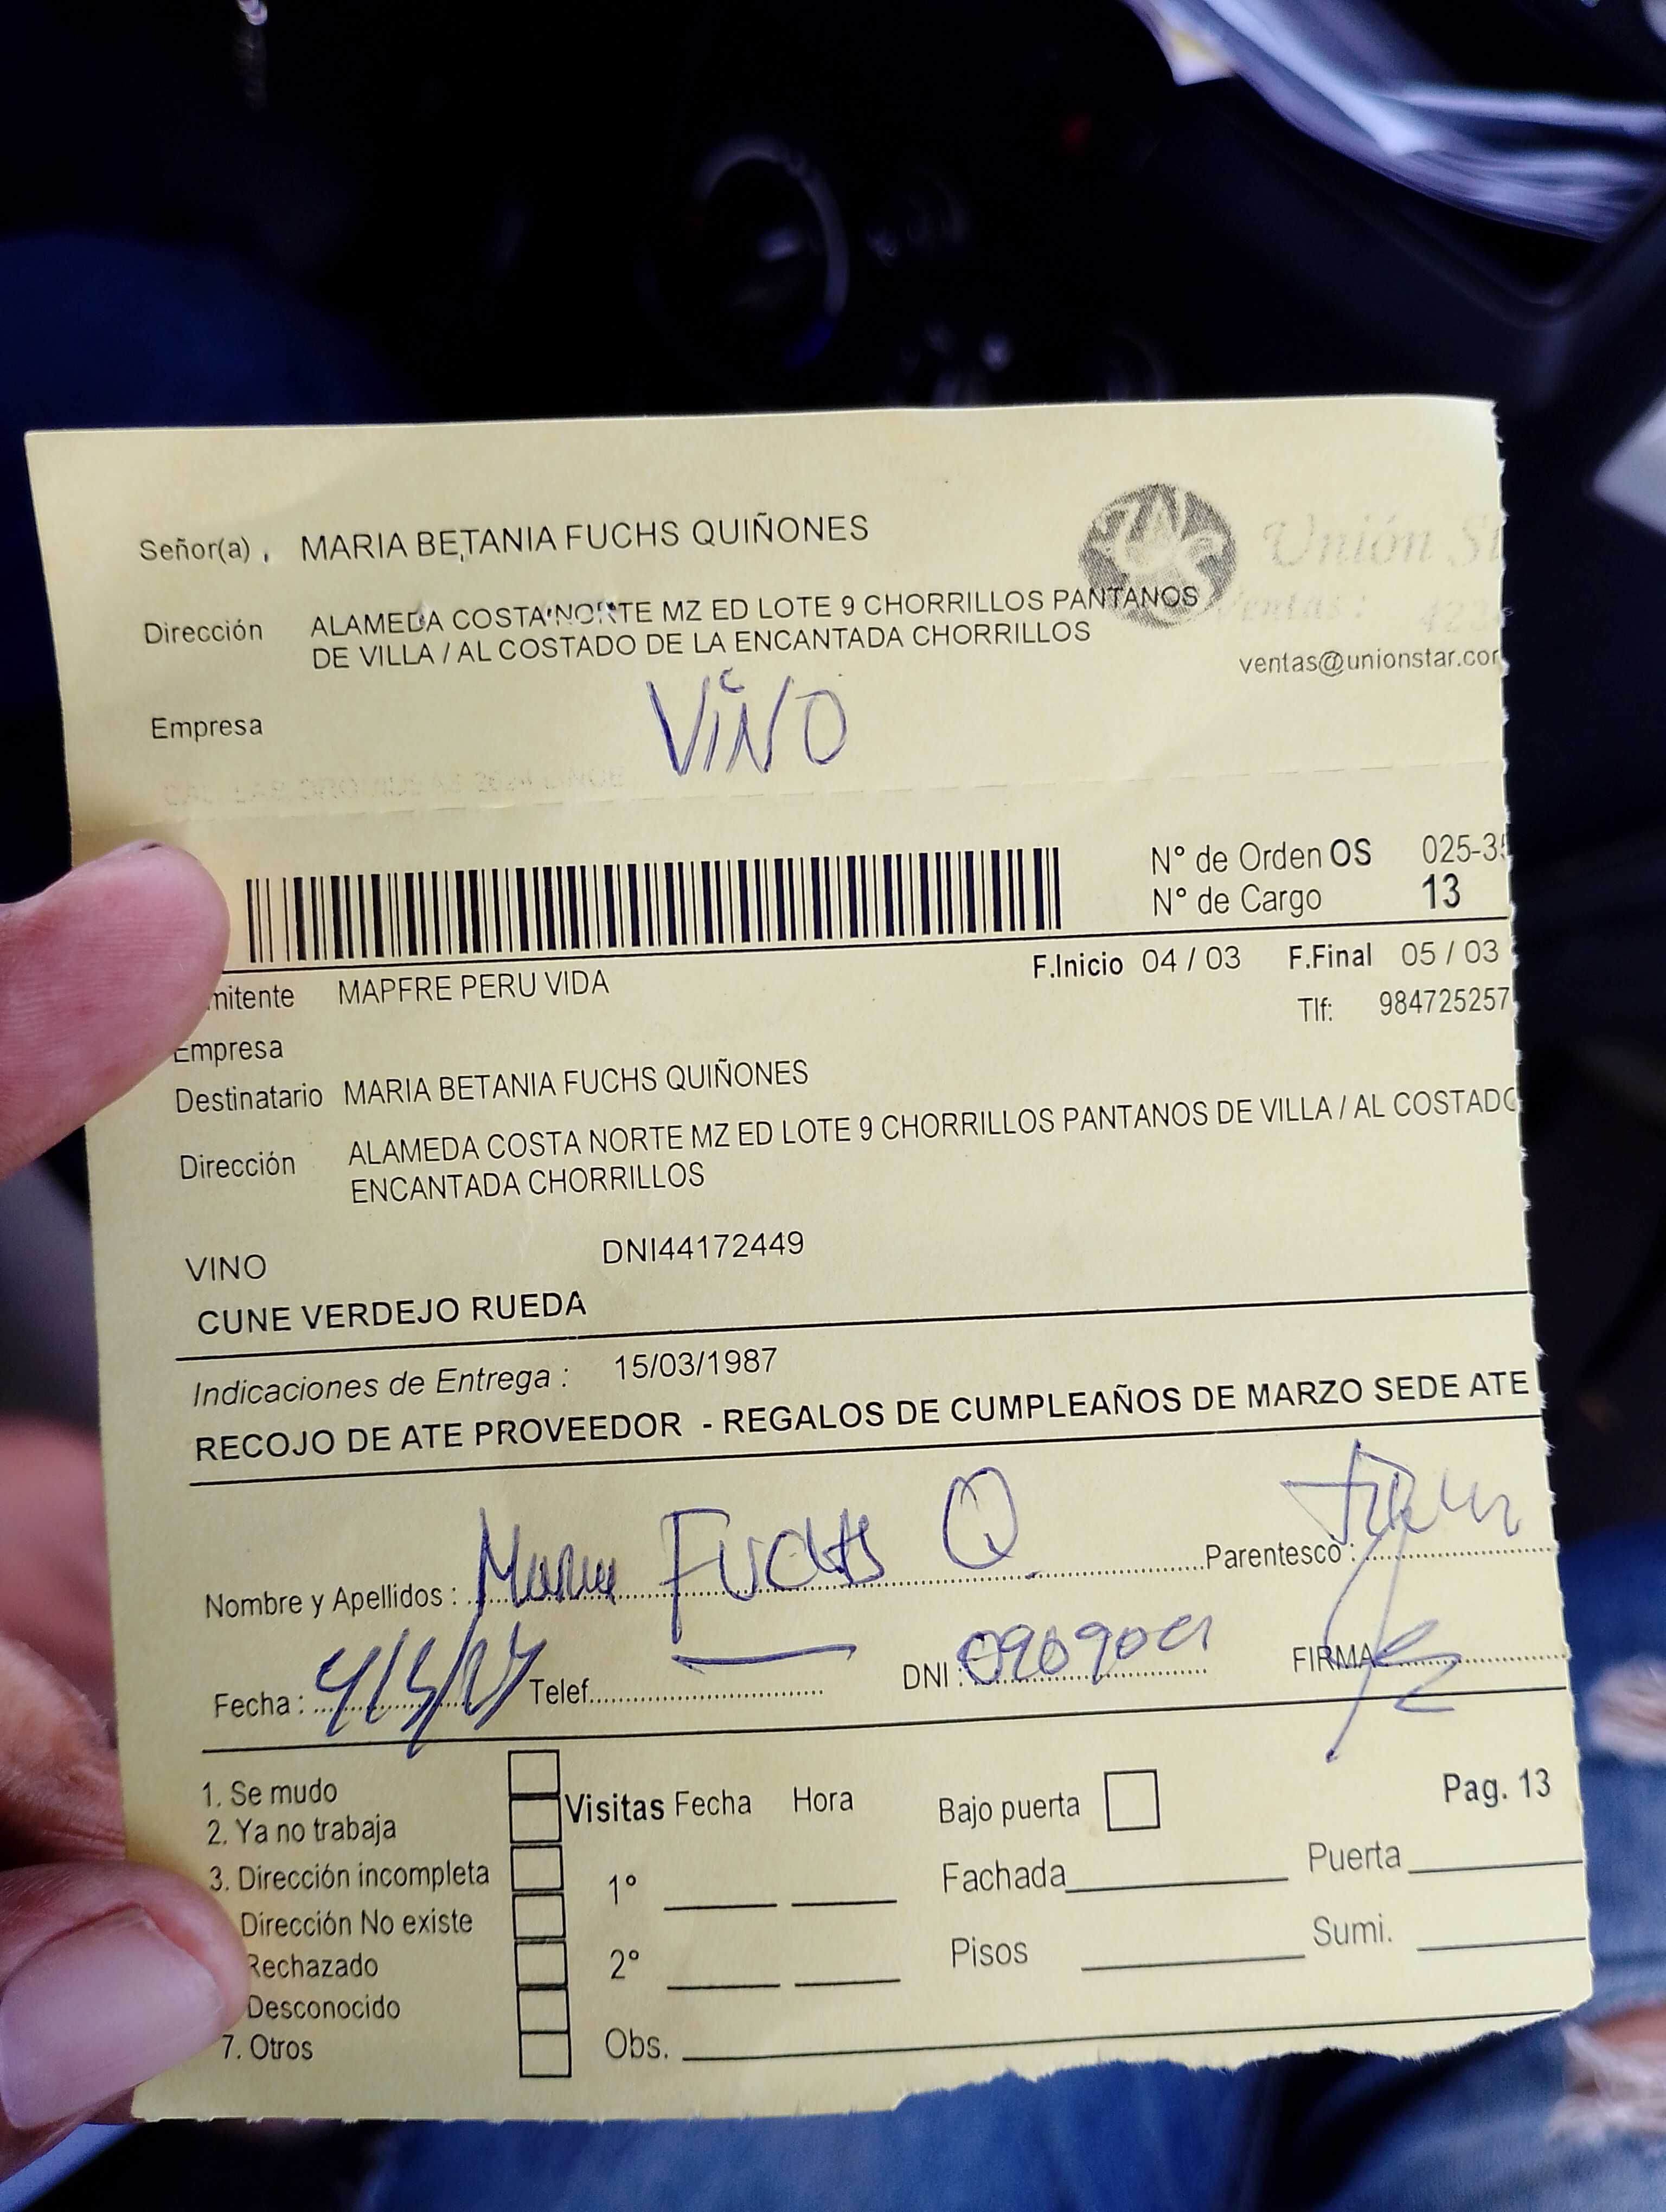 Señor(a) , MARIA BETANIA FUCHS QUIÑONES
Unión St
Dirección ALAMEDA COSTA NORTE MZ ED LOTE 9 CHORRILLOS PANTANOS
DE VILLA / AL COSTADO DE LA ENCANTADA CHORRILLOS
Ventas :
ventas@unionstar.com
Empresa
ViNO
N° de Orden OS 025-3
N° de Cargo 13
F.Inicio 04 / 03 F.Final 05 / 03
mitente MAPFRE PERU VIDA
Tlf: 984725257
Empresa
Destinatario MARIA BETANIA FUCHS QUIÑONES
Dirección ALAMEDA COSTA NORTE MZ ED LOTE 9 CHORRILLOS PANTANOS DE VILLA / AL COSTADO
ENCANTADA CHORRILLOS
VINO DNI44172449
CUNE VERDEJO RUEDA
Indicaciones de Entrega : 15/03/1987
RECOJO DE ATE PROVEEDOR - REGALOS DE CUMPLEAÑOS DE MARZO SEDE ATE
Nombre y Apellidos : Maria Fuchs Q. Parentesco :
Fecha : Telef. DNI : FIRMA
1. Se mudo
2. Ya no trabaja
3. Dirección incompleta
Dirección No existe
Rechazado
Desconocido
7. Otros
Visitas Fecha Hora
1°
2°
Obs.
Bajo puerta
Pag. 13
Fachada Puerta
Pisos Sumi.